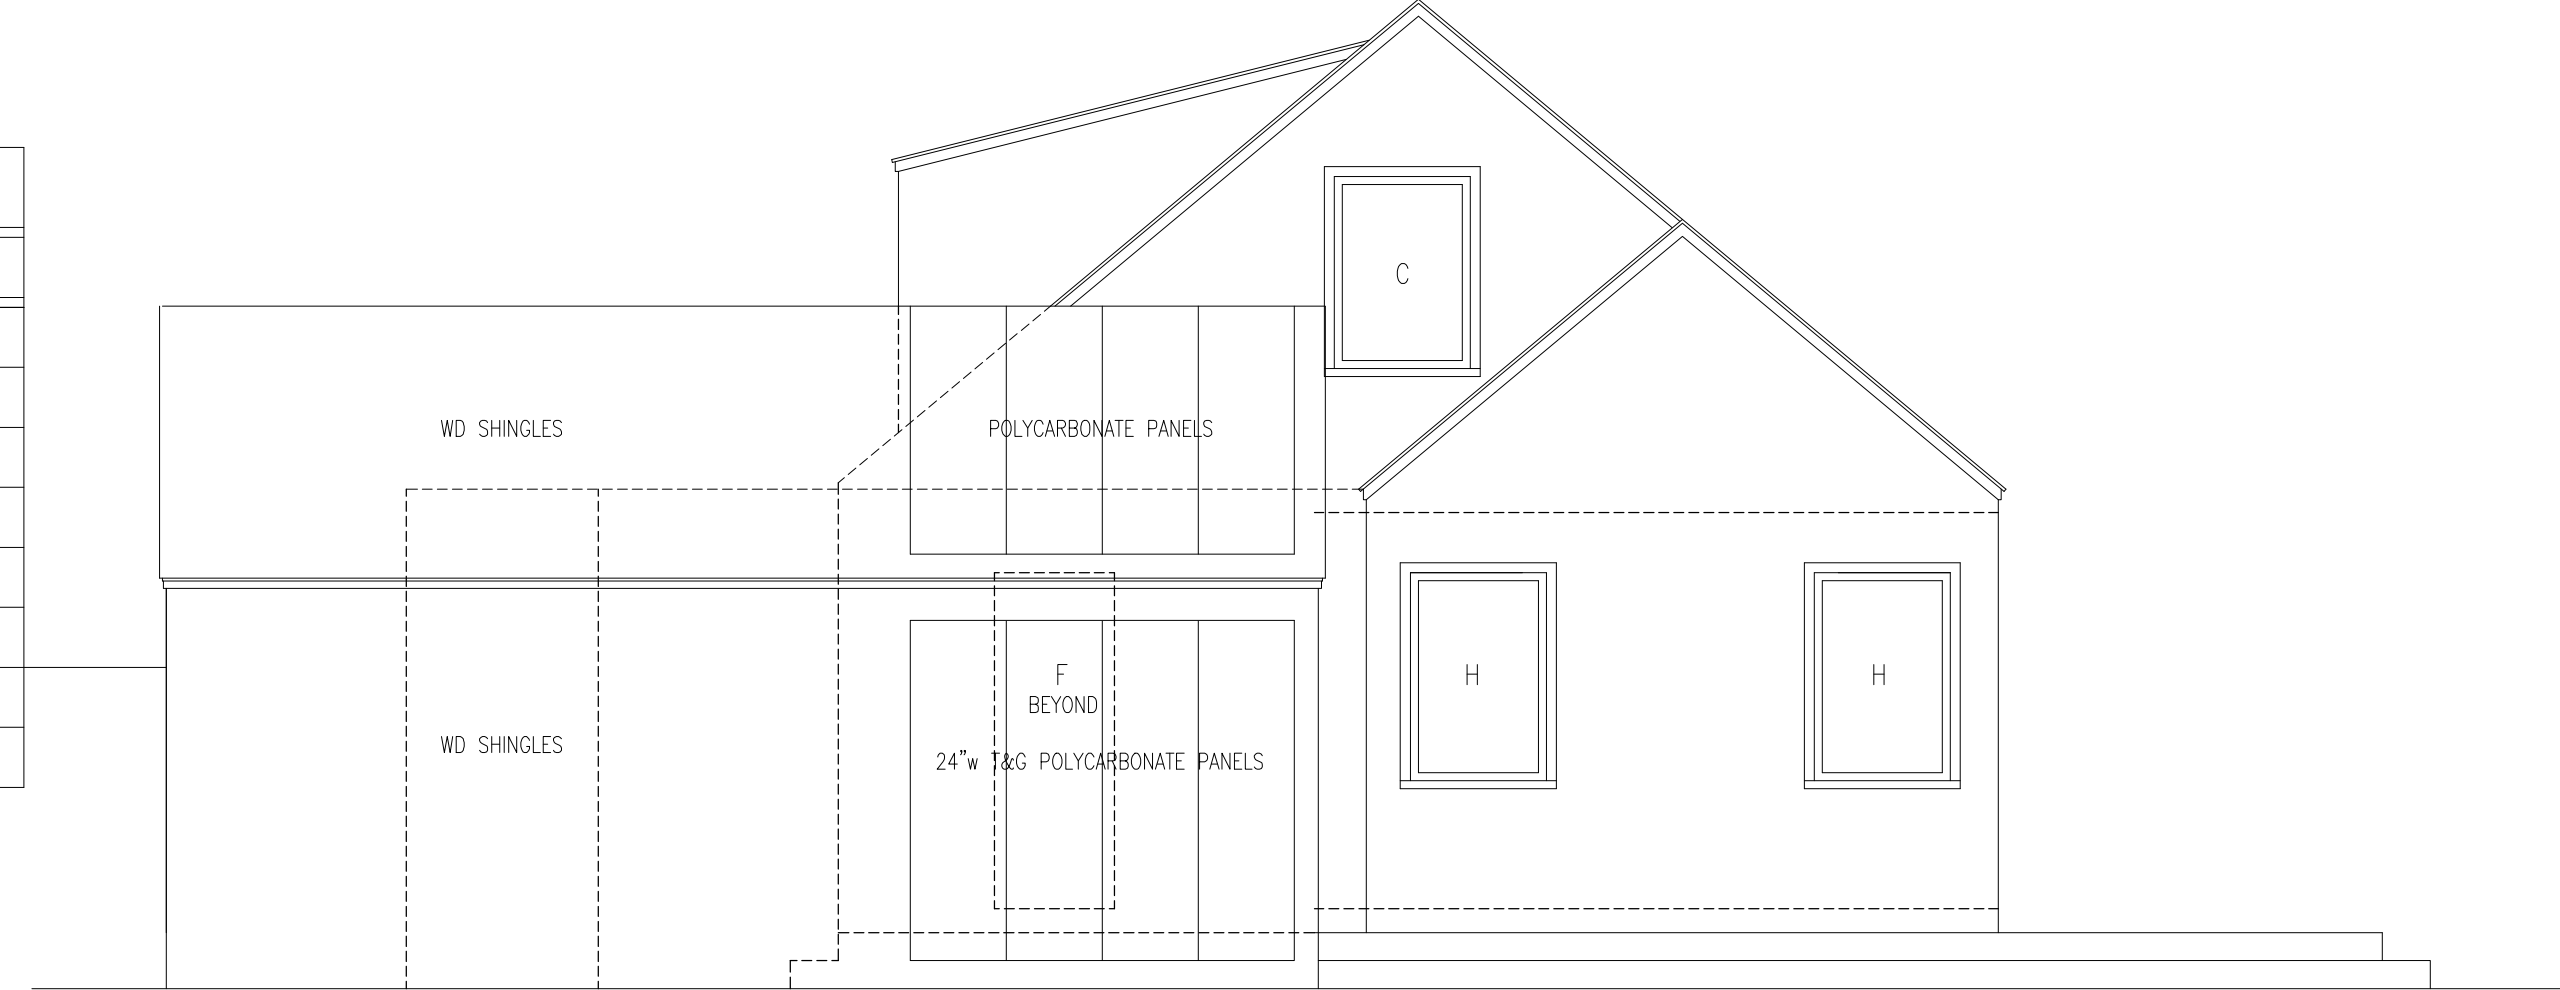 C
WD SHINGLES
POLYCARBONATE PANELS
F
BEYOND
H
H
WD SHINGLES
24"w T&G POLYCARBONATE PANELS